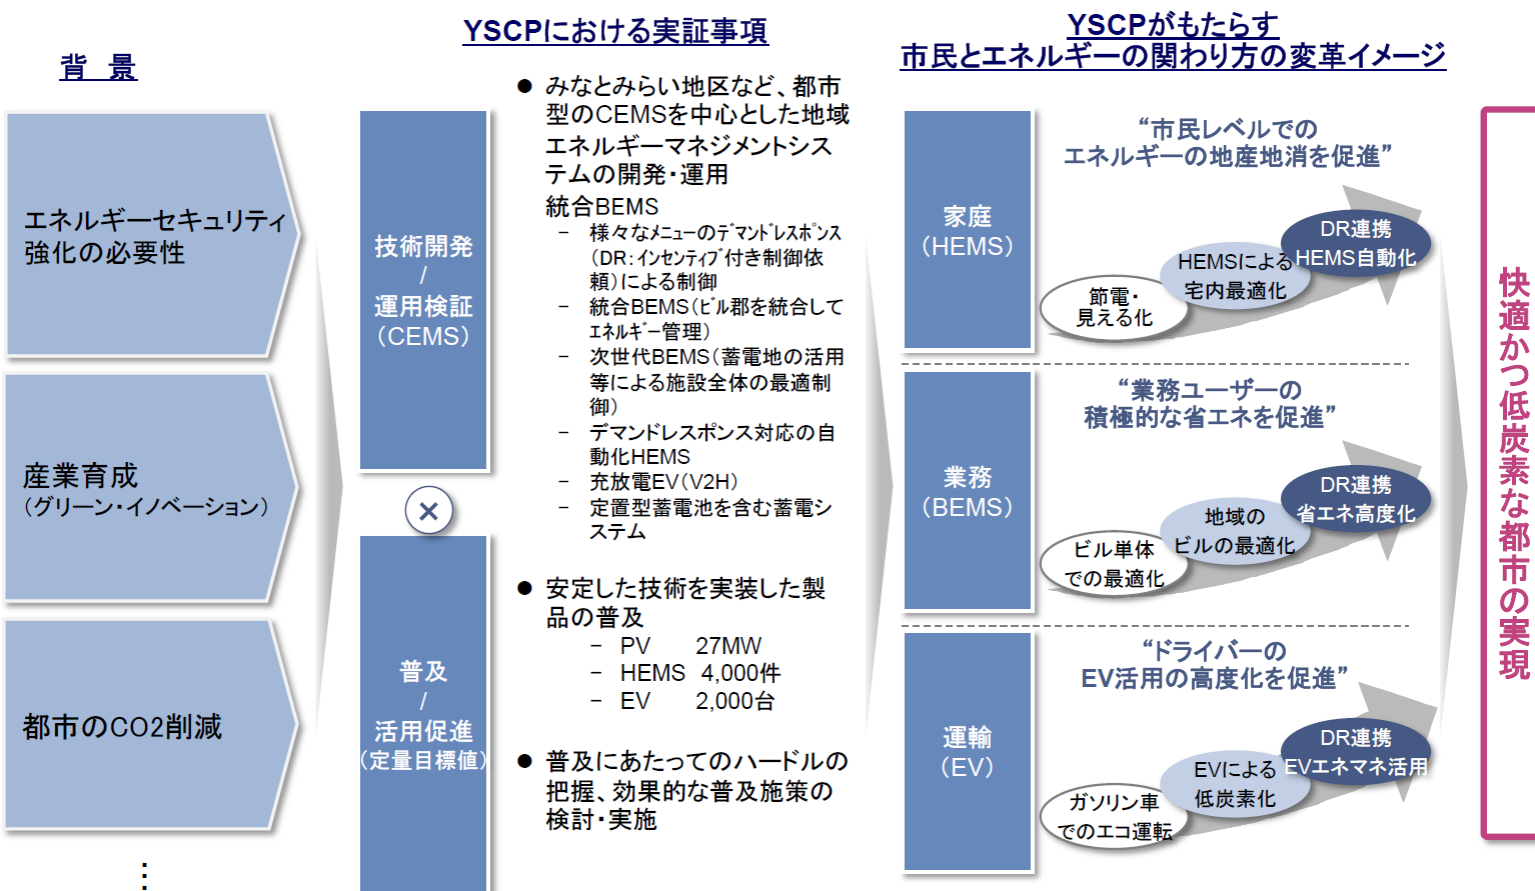 背 景
エネルギーセキュリティ
強化の必要性
産業育成
（グリーン・イノベーション）
都市のCO2削減
⋮
YSCPにおける実証事項
技術開発
/
運用検証
（CEMS）
×
普及
/
活用促進
（定量目標値）
● みなとみらい地区など、都市
型のCEMSを中心とした地域
エネルギーマネジメントシス
テムの開発・運用
統合BEMS
－ 様々なﾒﾆｭｰのﾃﾞﾏﾝﾄﾞﾚｽﾎﾟﾝｽ
（DR：ｲﾝｾﾝﾃｨﾌﾞ付き制御依
頼）による制御
－ 統合BEMS（ﾋﾞﾙ郡を統合して
ｴﾈﾙｷﾞｰ管理）
－ 次世代BEMS（蓄電地の活用
等による施設全体の最適制
御）
－ デマンドレスポンス対応の自
動化HEMS
－ 充放電EV（V2H）
－ 定置型蓄電池を含む蓄電シ
ステム
● 安定した技術を実装した製
品の普及
－ PV 27MW
－ HEMS 4,000件
－ EV 2,000台
● 普及にあたってのハードルの
把握、効果的な普及施策の
検討・実施
YSCPがもたらす
市民とエネルギーの関わり方の変革イメージ
家庭
（HEMS）
“市民レベルでの
エネルギーの地産地消を促進”
節電・
見える化
HEMSによる
宅内最適化
DR連携
HEMS自動化
業務
（BEMS）
“業務ユーザーの
積極的な省エネを促進”
ビル単体
での最適化
地域の
ビルの最適化
DR連携
省エネ高度化
運輸
（EV）
“ドライバーの
EV活用の高度化を促進”
ガソリン車
でのエコ運転
EVによる
低炭素化
DR連携
EVエネマネ活用
快適かつ低炭素な都市の実現